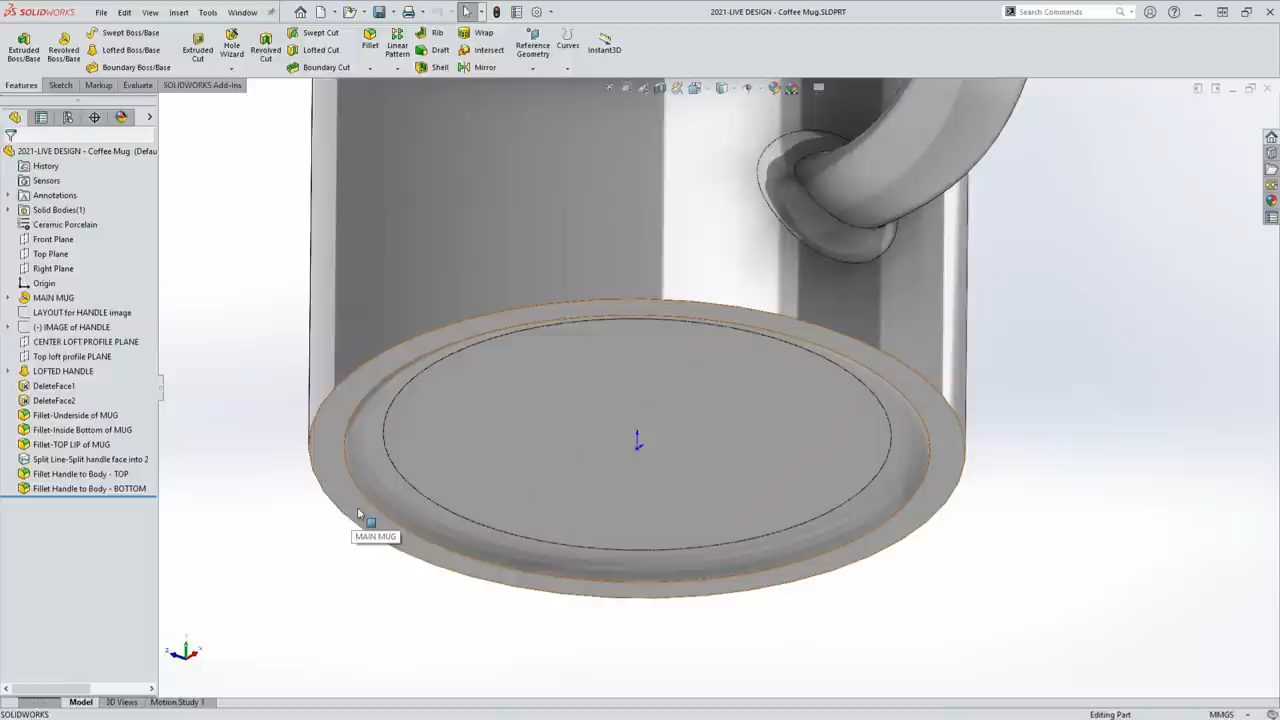 SOLIDWORKS File Edit View Insert Tools Window 2021-LIVE DESIGN - Coffee Mug.SLDPRT Search Commands
Extruded Boss/Base
Revolved Boss/Base
Swept Boss/Base
Lofted Boss/Base
Boundary Boss/Base
Extruded Cut
Hole Wizard
Revolved Cut
Swept Cut
Lofted Cut
Boundary Cut
Fillet
Linear Pattern
Rib
Draft
Shell
Wrap
Intersect
Mirror
Reference Geometry
Curves
Instant3D
Features Sketch Markup Evaluate SOLIDWORKS Add-Ins
2021-LIVE DESIGN - Coffee Mug (Defau
History
Sensors
Annotations
Solid Bodies(1)
Ceramic Porcelain
Front Plane
Top Plane
Right Plane
Origin
MAIN MUG
LAYOUT for HANDLE image
(-) IMAGE of HANDLE
CENTER LOFT PROFILE PLANE
Top loft profile PLANE
LOFTED HANDLE
DeleteFace1
DeleteFace2
Fillet-Underside of MUG
Fillet-Inside Bottom of MUG
Fillet-TOP LIP of MUG
Split Line-Split handle face into 2
Fillet Handle to Body - TOP
Fillet Handle to Body - BOTTOM
MAIN MUG
Model 3D Views Motion Study 1
SOLIDWORKS Editing Part MMGS